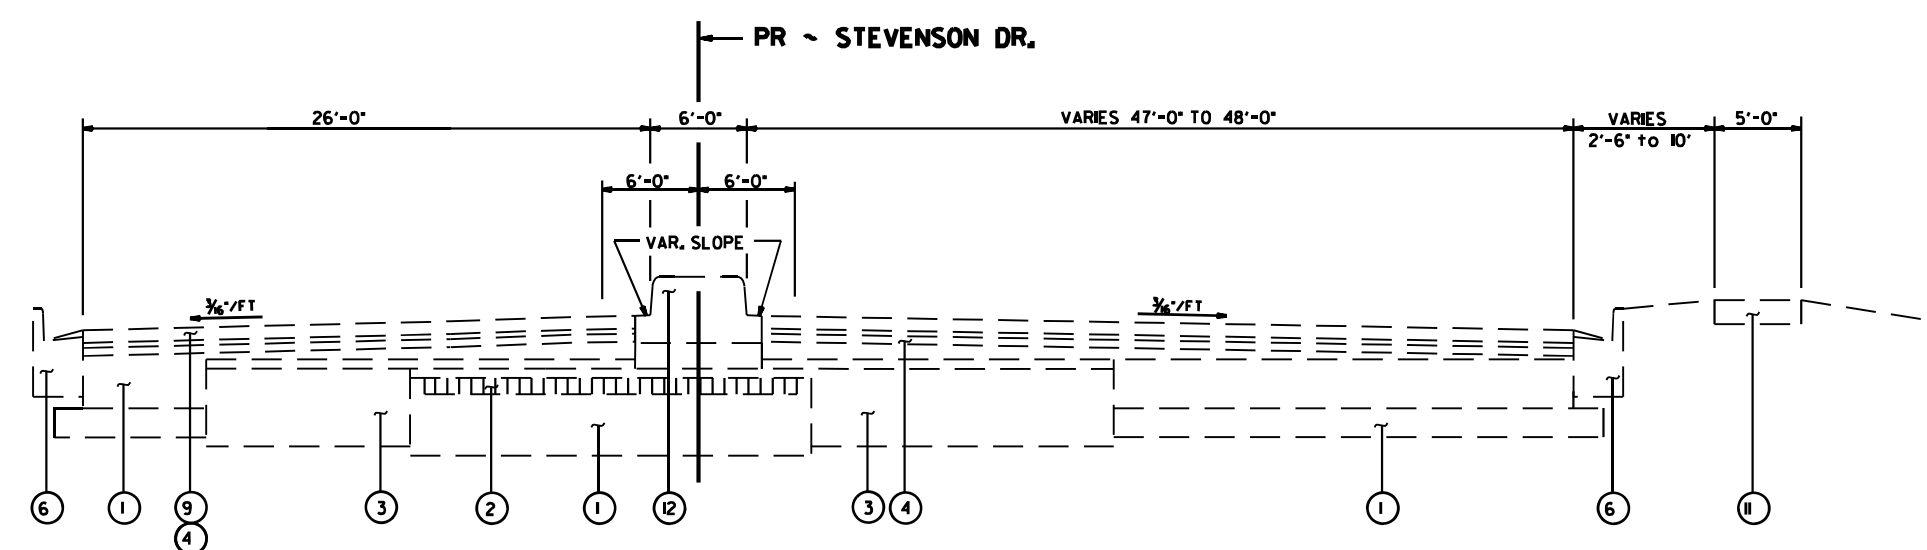 PR ~ STEVENSON DR.
26'-0" 6'-0" VARIES 47'-0" TO 48'-0" VARIES 5'-0"
2'-6" to 10'
6'-0" 6'-0"
VAR. SLOPE
3/16"/FT 3/16"/FT
6 1 9 3 2 1 12 3 4 1 6 11
4